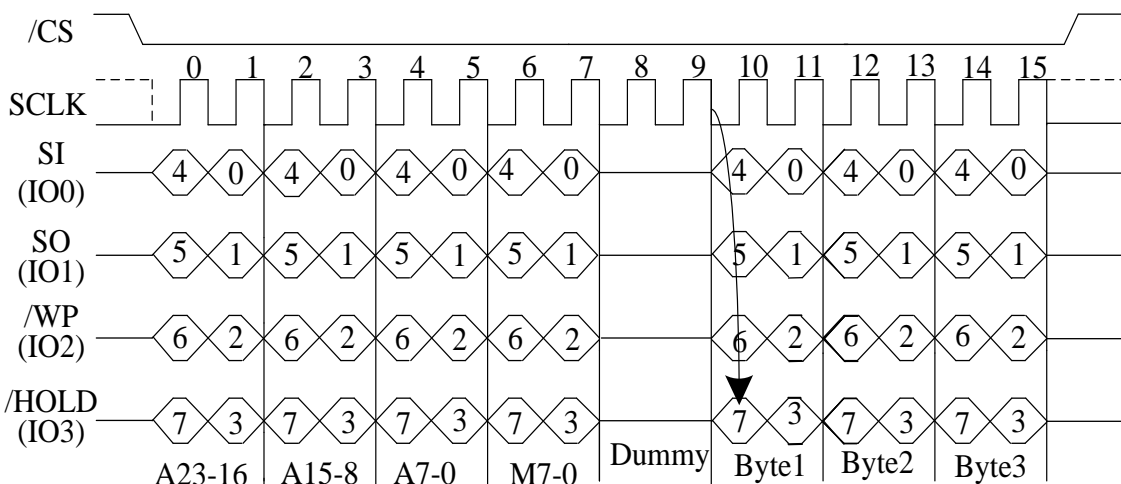 /CS
0 1 2 3 4 5 6 7 8 9 10 11 12 13 14 15
SCLK
SI
(IO0)
4 0 4 0 4 0 4 0 4 0 4 0 4 0
SO
(IO1)
5 1 5 1 5 1 5 1 5 1 5 1 5 1
/WP
(IO2)
6 2 6 2 6 2 6 2 6 2 6 2 6 2
/HOLD
(IO3)
7 3 7 3 7 3 7 3 7 3 7 3 7 3
A23-16 A15-8 A7-0 M7-0 Dummy Byte1 Byte2 Byte3